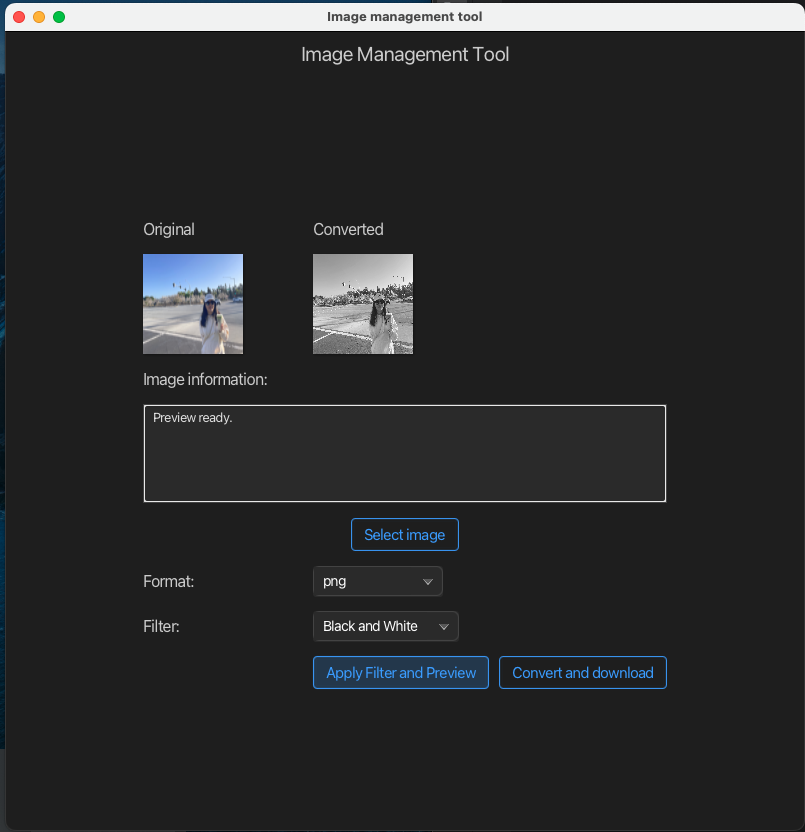 Image management tool
Image Management Tool
Original Converted
Image information:
Preview ready.
Select image
Format: png
Filter: Black and White
Apply Filter and Preview Convert and download